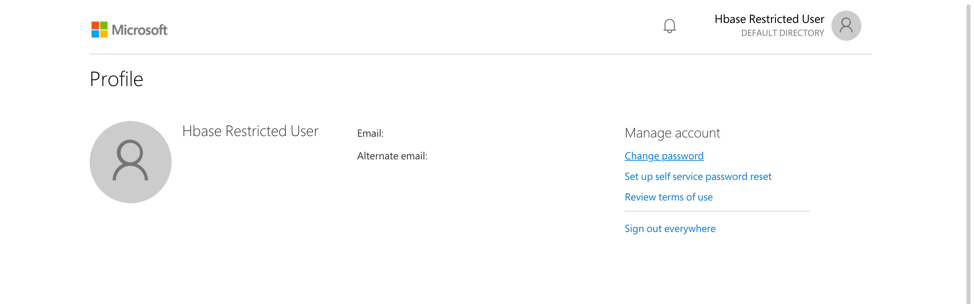 Microsoft
Hbase Restricted User
DEFAULT DIRECTORY
Profile
Hbase Restricted User
Email:
Alternate email:
Manage account
Change password
Set up self service password reset
Review terms of use
Sign out everywhere